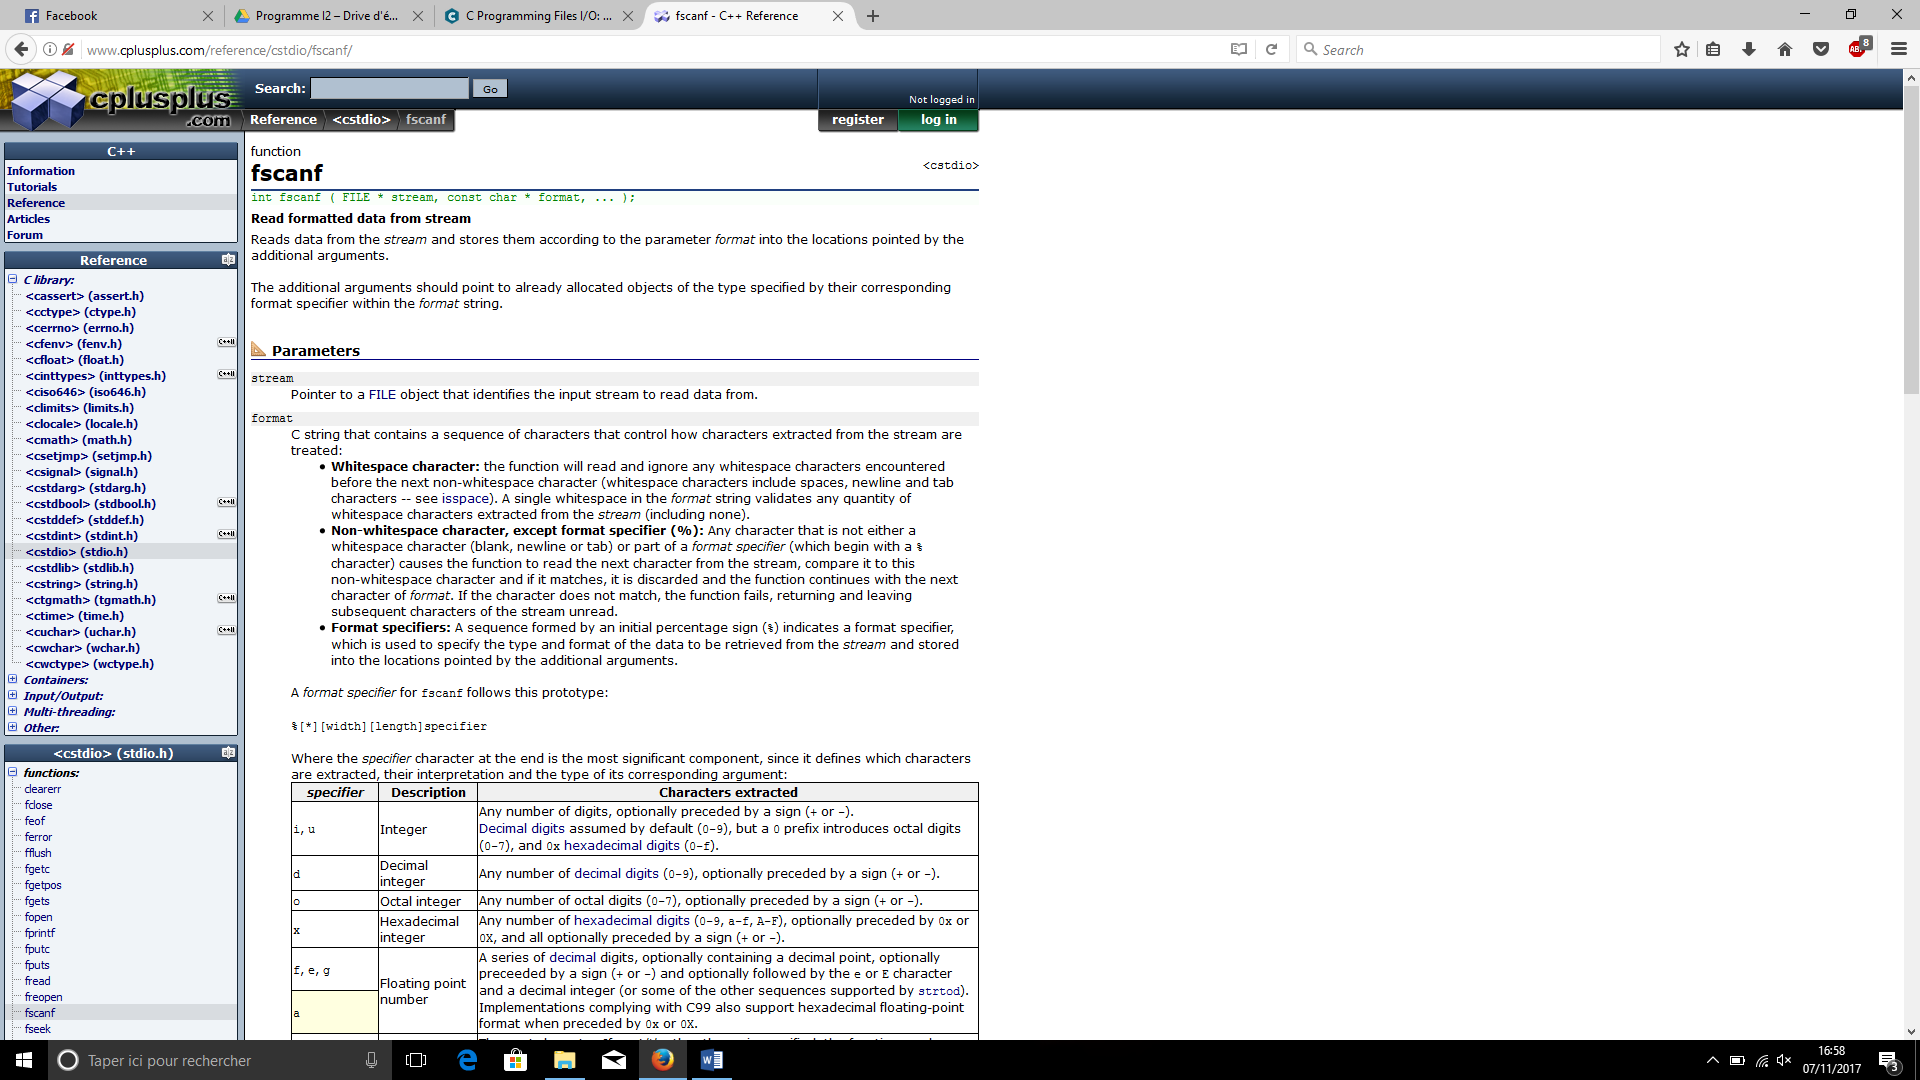 Facebook
Programme I2 – Drive d'é...
C Programming Files I/O: ...
fscanf - C++ Reference
www.cplusplus.com/reference/cstdio/fscanf/
Search
ABP
8
cplusplus
.com
Search:
Go
Not logged in
Reference
<cstdio>
fscanf
register
log in
C++
Information
Tutorials
Reference
Articles
Forum
Reference
C library:
<cassert> (assert.h)
<cctype> (ctype.h)
<cerrno> (errno.h)
<cfenv> (fenv.h)
<cfloat> (float.h)
<cinttypes> (inttypes.h)
<ciso646> (iso646.h)
<climits> (limits.h)
<clocale> (locale.h)
<cmath> (math.h)
<csetjmp> (setjmp.h)
<csignal> (signal.h)
<cstdarg> (stdarg.h)
<cstdbool> (stdbool.h)
<cstddef> (stddef.h)
<cstdint> (stdint.h)
<cstdio> (stdio.h)
<cstdlib> (stdlib.h)
<cstring> (string.h)
<ctgmath> (tgmath.h)
<ctime> (time.h)
<cuchar> (uchar.h)
<cwchar> (wchar.h)
<cwctype> (wctype.h)
Containers:
Input/Output:
Multi-threading:
Other:
<cstdio> (stdio.h)
functions:
clearerr
fclose
feof
ferror
fflush
fgetc
fgetpos
fgets
fopen
fprintf
fputc
fputs
fread
freopen
fscanf
fseek
function
fscanf
<cstdio>
int fscanf ( FILE * stream, const char * format, ... );
Read formatted data from stream
Reads data from the stream and stores them according to the parameter format into the locations pointed by the
additional arguments.
The additional arguments should point to already allocated objects of the type specified by their corresponding
format specifier within the format string.
Parameters
stream
Pointer to a FILE object that identifies the input stream to read data from.
format
C string that contains a sequence of characters that control how characters extracted from the stream are
treated:
• Whitespace character: the function will read and ignore any whitespace characters encountered
before the next non-whitespace character (whitespace characters include spaces, newline and tab
characters -- see isspace). A single whitespace in the format string validates any quantity of
whitespace characters extracted from the stream (including none).
• Non-whitespace character, except format specifier (%): Any character that is not either a
whitespace character (blank, newline or tab) or part of a format specifier (which begin with a %
character) causes the function to read the next character from the stream, compare it to this
non-whitespace character and if it matches, it is discarded and the function continues with the next
character of format. If the character does not match, the function fails, returning and leaving
subsequent characters of the stream unread.
• Format specifiers: A sequence formed by an initial percentage sign (%) indicates a format specifier,
which is used to specify the type and format of the data to be retrieved from the stream and stored
into the locations pointed by the additional arguments.
A format specifier for fscanf follows this prototype:
%[*][width][length]specifier
Where the specifier character at the end is the most significant component, since it defines which characters
are extracted, their interpretation and the type of its corresponding argument:
specifier Description Characters extracted
i, u
Integer
Any number of digits, optionally preceded by a sign (+ or -).
Decimal digits assumed by default (0-9), but a 0 prefix introduces octal digits
(0-7), and 0x hexadecimal digits (0-f).
d
Decimal
integer
Any number of decimal digits (0-9), optionally preceded by a sign (+ or -).
o
Octal integer
Any number of octal digits (0-7), optionally preceded by a sign (+ or -).
x
Hexadecimal
integer
Any number of hexadecimal digits (0-9, a-f, A-F), optionally preceded by 0x or
0X, and all optionally preceded by a sign (+ or -).
f, e, g
a
Floating point
number
A series of decimal digits, optionally containing a decimal point, optionally
preceeded by a sign (+ or -) and optionally followed by the e or E character
and a decimal integer (or some of the other sequences supported by strtod).
Implementations complying with C99 also support hexadecimal floating-point
format when preceded by 0x or 0X.
Taper ici pour rechercher
16:58
07/11/2017
3